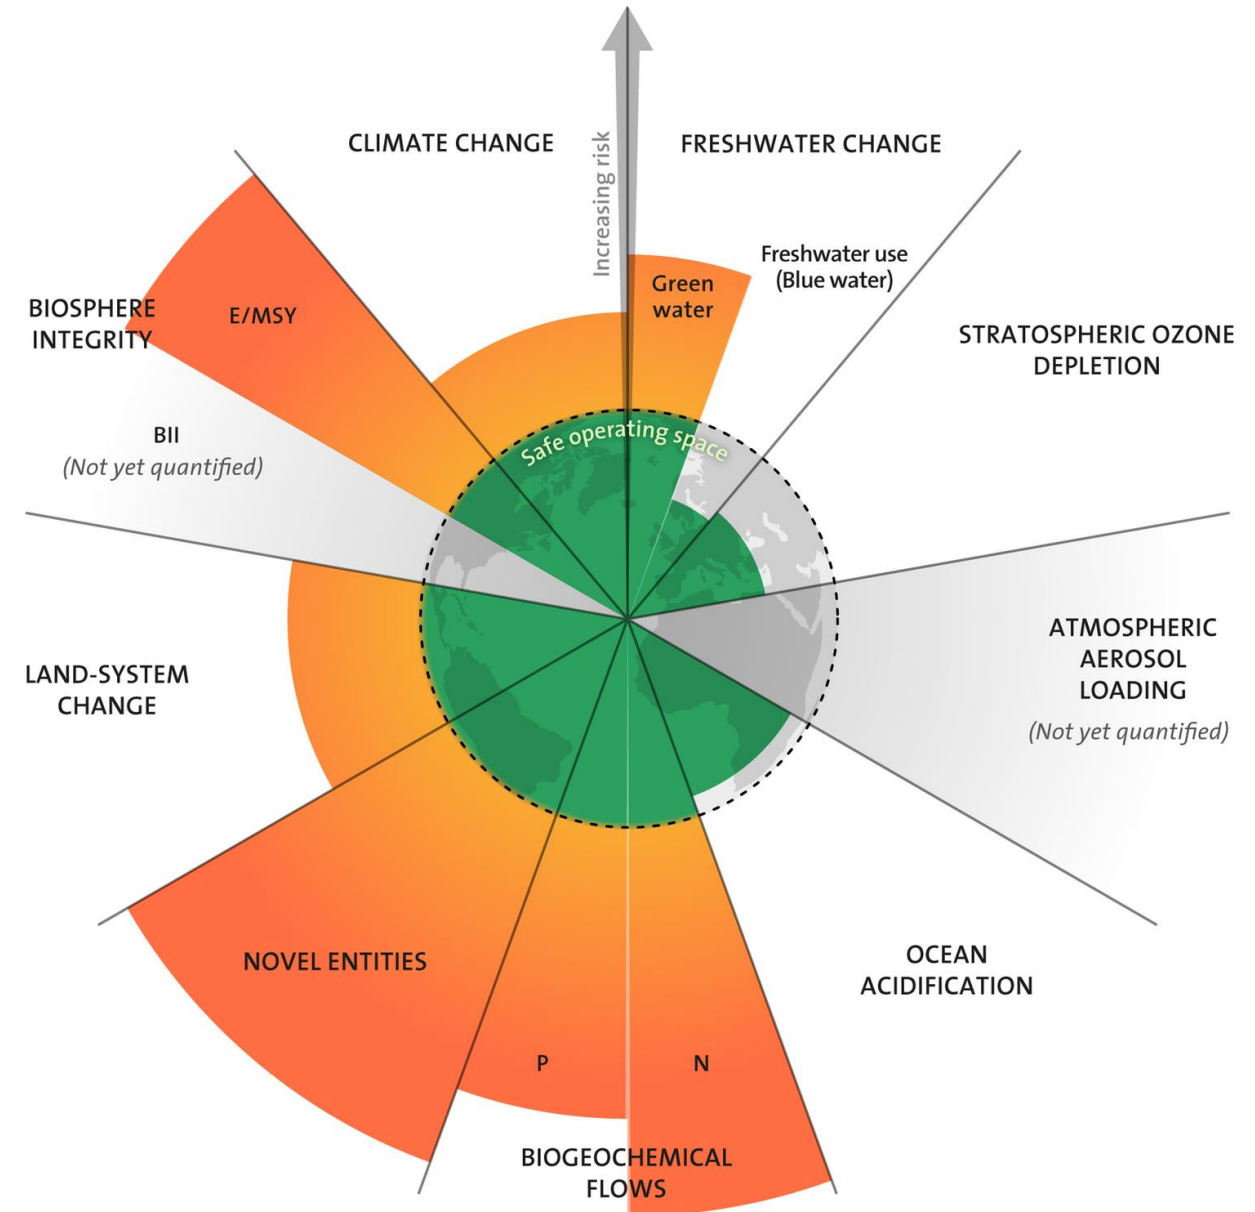 CLIMATE CHANGE
Increasing risk
FRESHWATER CHANGE
Freshwater use
(Blue water)
Green
water
STRATOSPHERIC OZONE
DEPLETION
BIOSPHERE
INTEGRITY
E/MSY
BII
(Not yet quantified)
Safe operating space
ATMOSPHERIC
AEROSOL
LOADING
(Not yet quantified)
LAND-SYSTEM
CHANGE
NOVEL ENTITIES
OCEAN
ACIDIFICATION
P
N
BIOGEOCHEMICAL
FLOWS